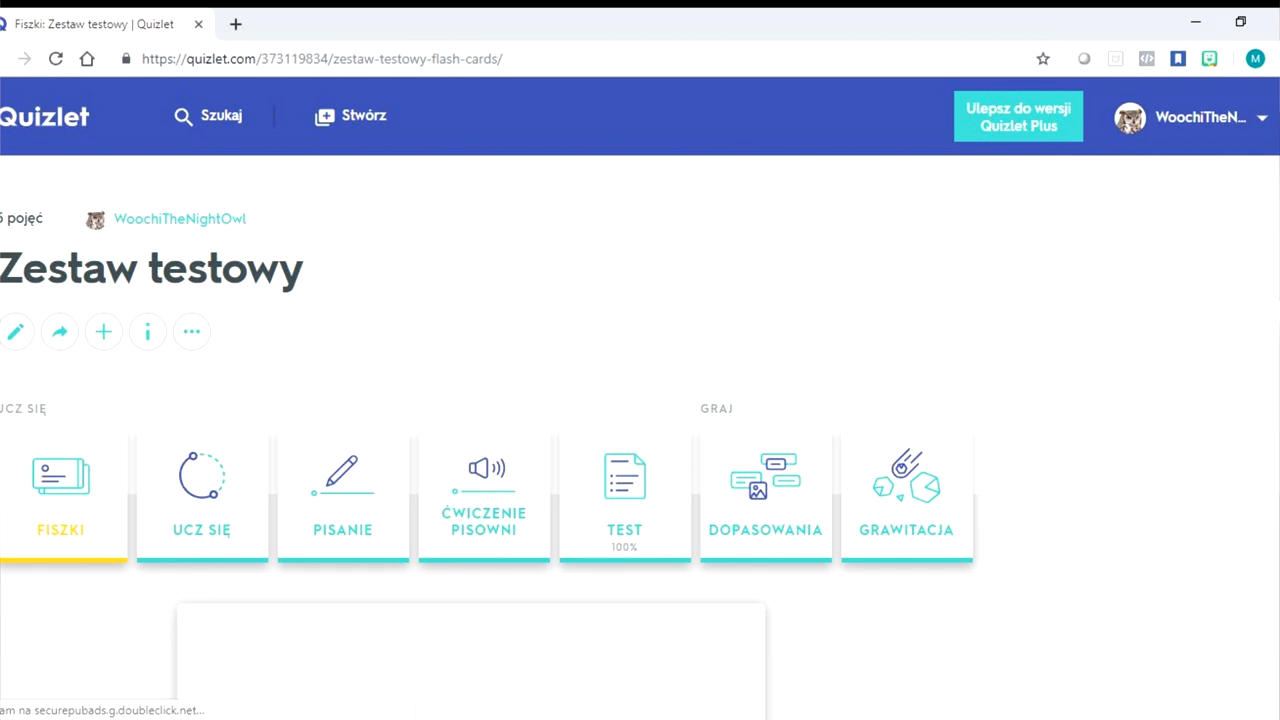 Fiszki: Zestaw testowy | Quizlet
https://quizlet.com/373119834/zestaw-testowy-flash-cards/
M
Quizlet
Szukaj
Stwórz
Ulepsz do wersji
Quizlet Plus
WoochiTheN...
pojęć
WoochiTheNightOwl
Zestaw testowy
UCZ SIĘ
GRAJ
FISZKI
UCZ SIĘ
PISANIE
ĆWICZENIE
PISOWNI
TEST
100%
DOPASOWANIA
GRAWITACJA
am na securepubads.g.doubleclick.net...